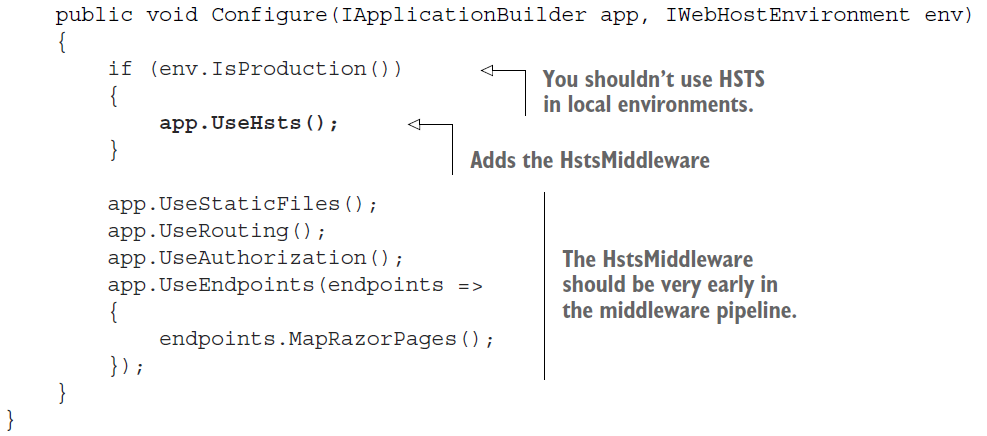 public void Configure(IApplicationBuilder app, IWebHostEnvironment env)
{
if (env.IsProduction())
You shouldn’t use HSTS
in local environments.
{
app.UseHsts();
Adds the HstsMiddleware
}
app.UseStaticFiles();
app.UseRouting();
app.UseAuthorization();
app.UseEndpoints(endpoints =>
{
endpoints.MapRazorPages();
});
The HstsMiddleware
should be very early in
the middleware pipeline.
}
}